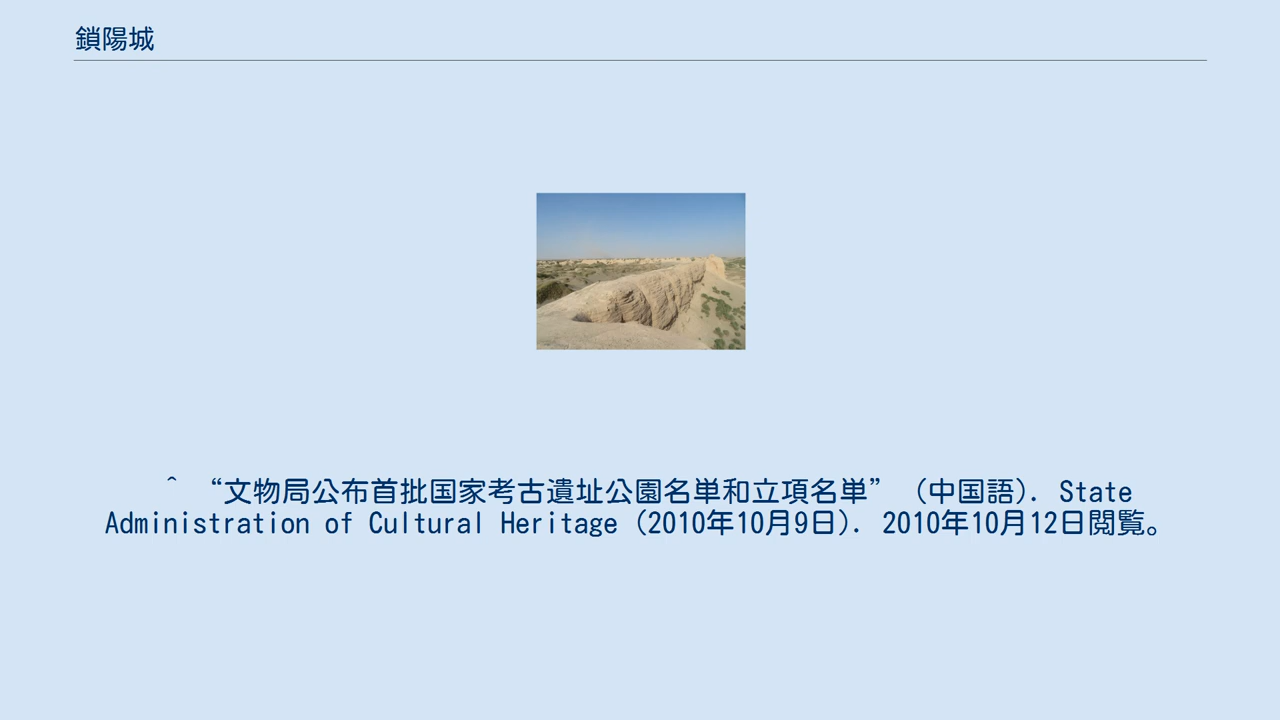 鎖陽城
^ “文物局公布首批国家考古遺址公園名単和立項名単” (中国語). State
Administration of Cultural Heritage (2010年10月9日). 2010年10月12日閲覧。